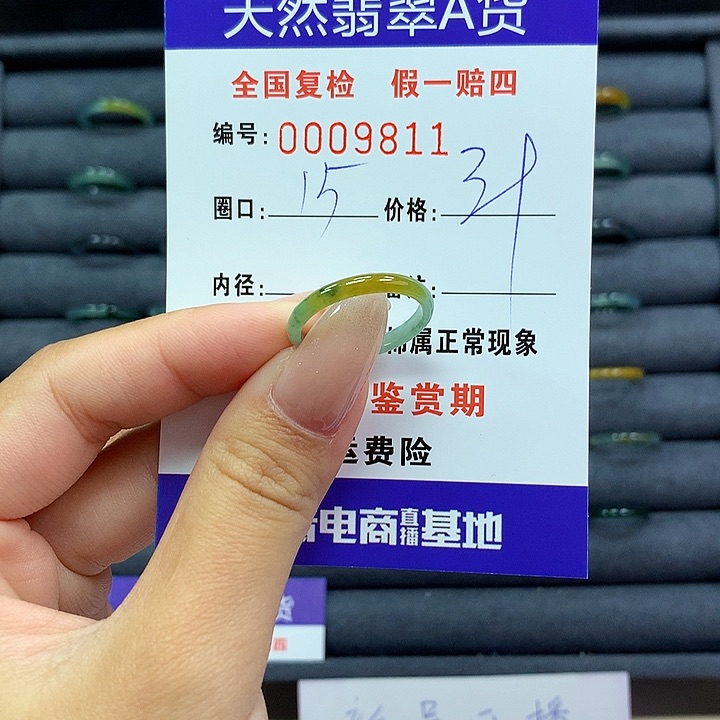 天然翡翠A货
全国复检 假一赔四
编号: 0009811
圈口: 15 价格:
内径:
属正常现象
鉴赏期
运费险
电商直播基地